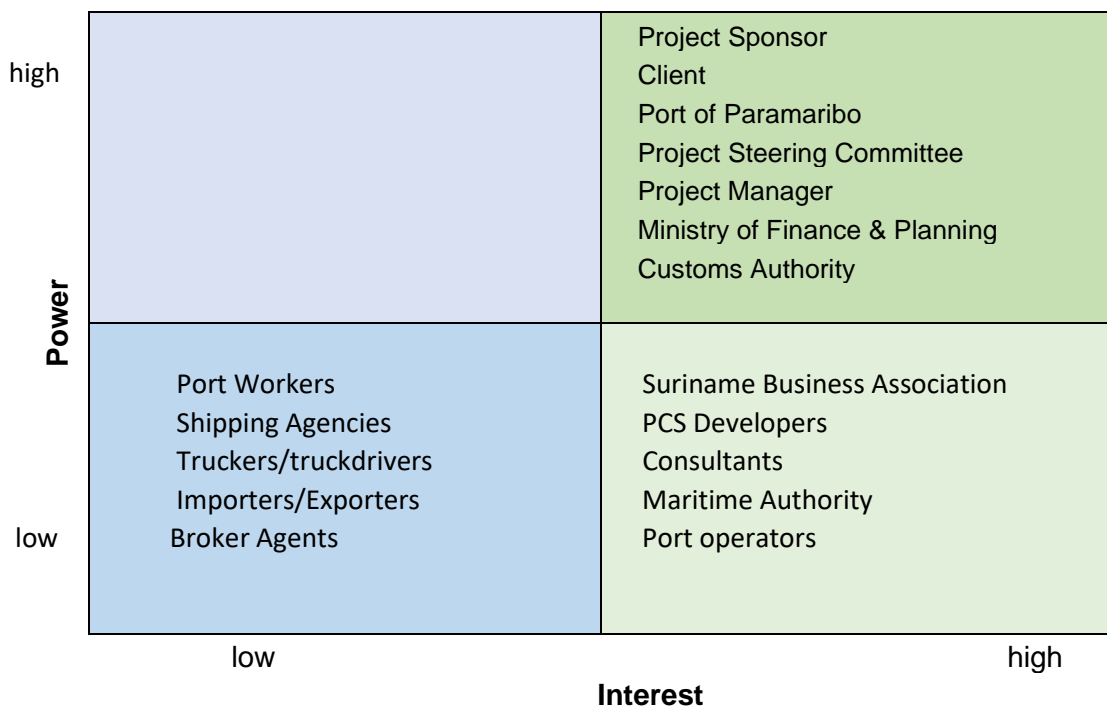 high
Project Sponsor
Client
Port of Paramaribo
Project Steering Committee
Project Manager
Ministry of Finance & Planning
Customs Authority
Power
Port Workers
Shipping Agencies
Truckers/truckdrivers
Importers/Exporters
Broker Agents
Suriname Business Association
PCS Developers
Consultants
Maritime Authority
Port operators
low
low
high
Interest